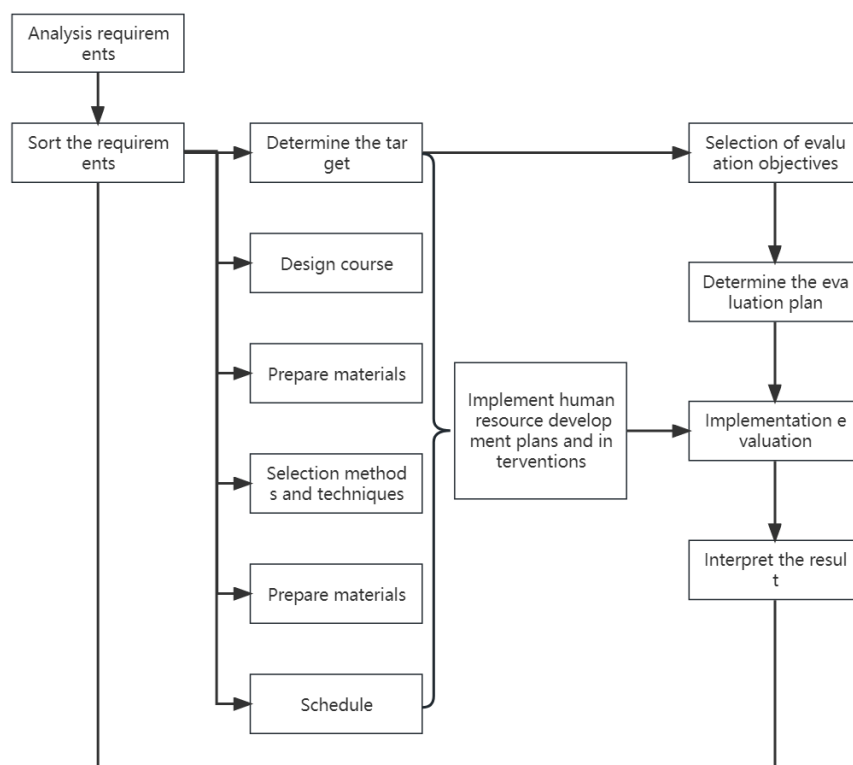 Analysis requirem
ents
Sort the requirem
ents
Determine the tar
get
Design course
Prepare materials
Selection method
s and techniques
Prepare materials
Schedule
Implement human
resource develop
ment plans and in
terventions
Selection of evalu
ation objectives
Determine the eva
luation plan
Implementation e
valuation
Interpret the resul
t